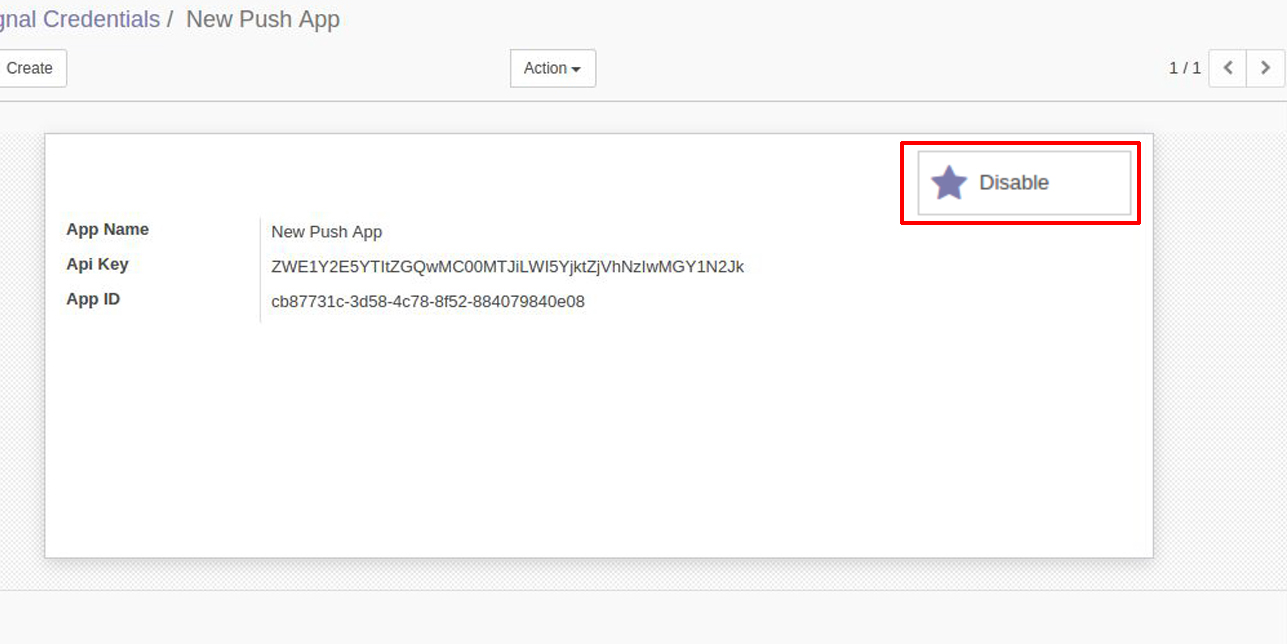 gnal Credentials / New Push App
Create
Action
1 / 1
Disable
App Name New Push App
Api Key ZWE1Y2E5YTItZGQwMC00MTJiLWI5YjktZjVhNzIwMGY1N2Jk
App ID cb87731c-3d58-4c78-8f52-884079840e08